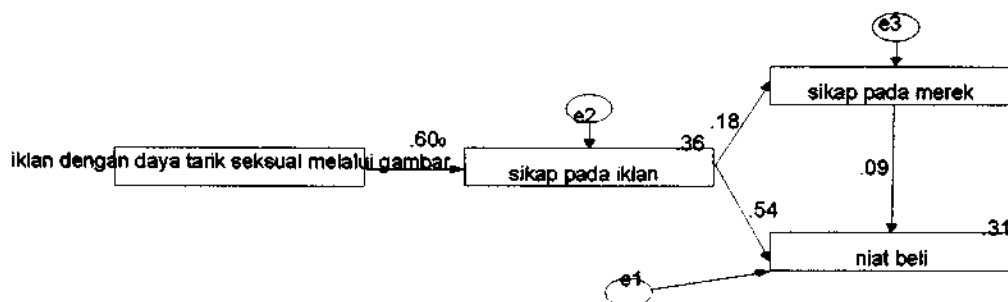 e3
sikap pada merek
e2
.18
.60
.36
iklan dengan daya tarik seksual melalui gambar
sikap pada iklan
.09
.54
.31
niat beli
e1